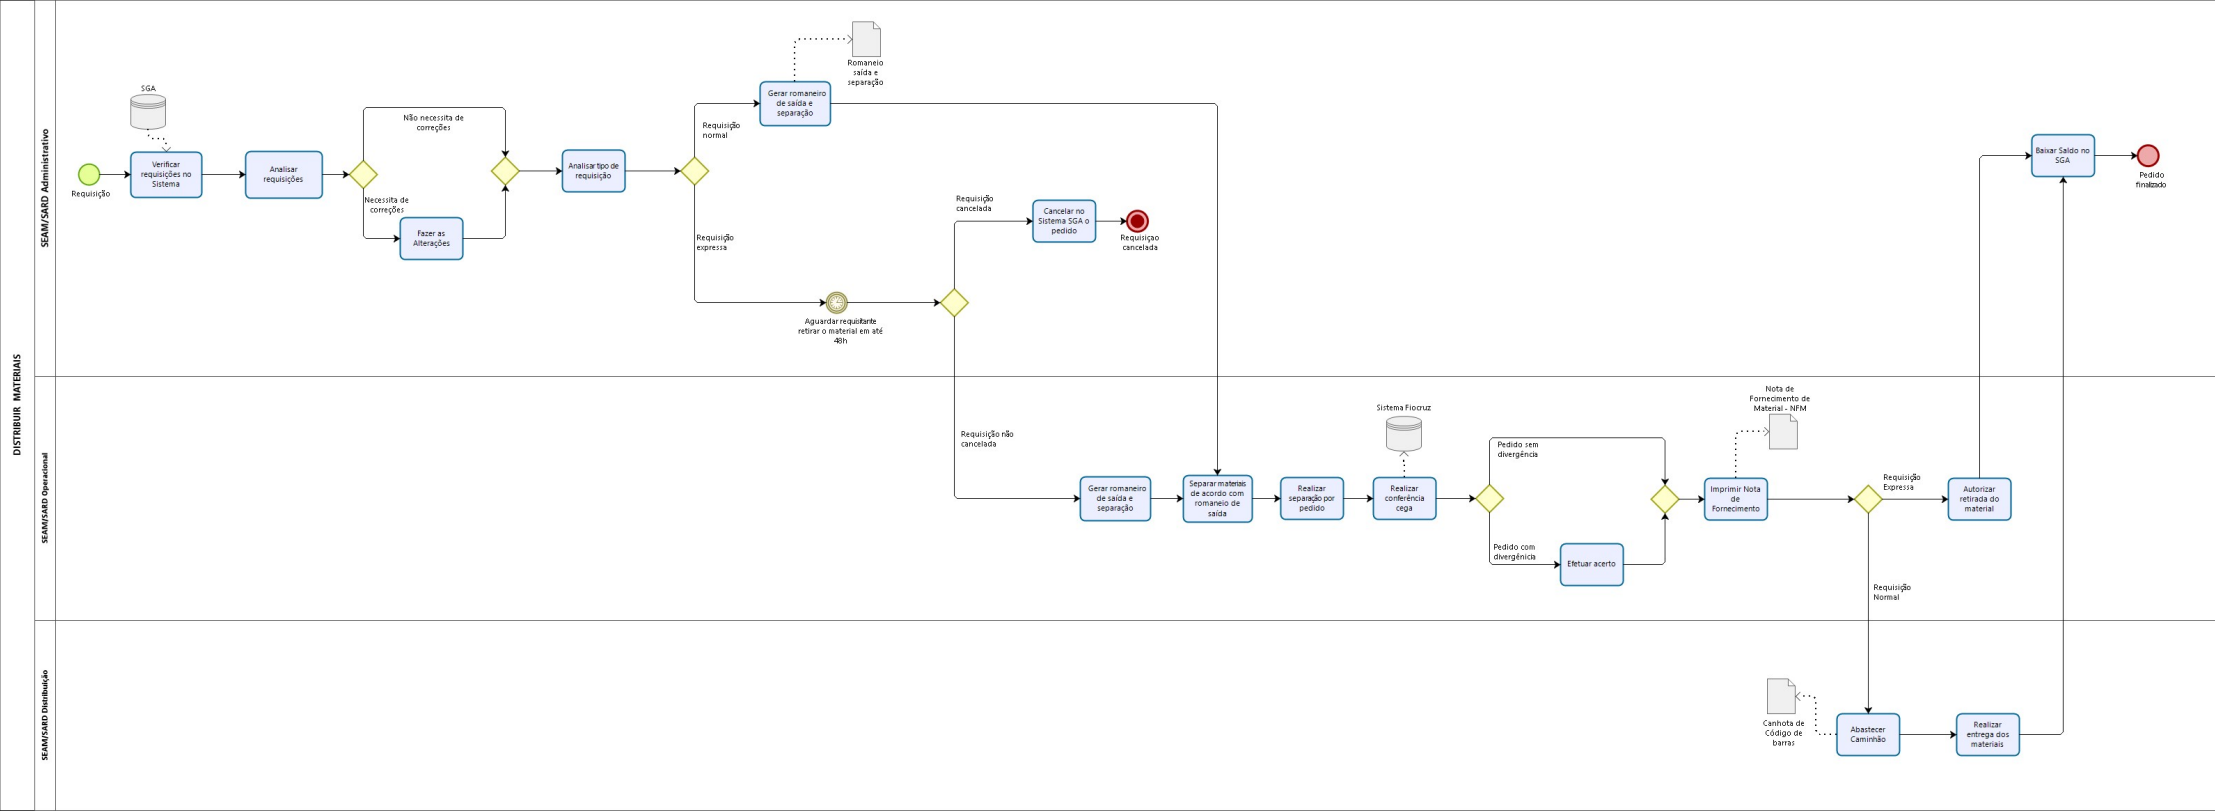 DISTRIBUIR MATERIAIS
SEAM/SARD Administrativo
Requisição
SGA
Verificar
requisições no
Sistema
Analisar
requisições
Não necessita de
correções
Necessita de
correções
Fazer as
Alterações
Analisar tipo de
requisição
Requisição
normal
Requisição
expressa
Gerar romaneiro
de saída e
separação
Romaneio
saída e
separação
Aguardar requisitante
retirar o material em até
48h
Requisição
cancelada
Cancelar no
Sistema SGA o
pedido
Requisiçao
cancelada
Baixar Saldo no
SGA
Pedido
finalizado
SEAM/SARD Operacional
Requisição não
cancelada
Gerar romaneiro
de saída e
separação
Separar materiais
de acordo com
romaneio de
saída
Realizar
separação por
pedido
Sistema Fiocruz
Realizar
conferência
cega
Pedido sem
divergência
Pedido com
divergênicia
Efetuar acerto
Nota de
Fornecimento de
Material - NFM
Imprimir Nota
de
Fornecimento
Requisição
Expressa
Autorizar
retirada do
material
Requisição
Normal
SEAM/SARD Distribuição
Canhota de
Código de
barras
Abastecer
Caminhão
Realizar
entrega dos
materiais